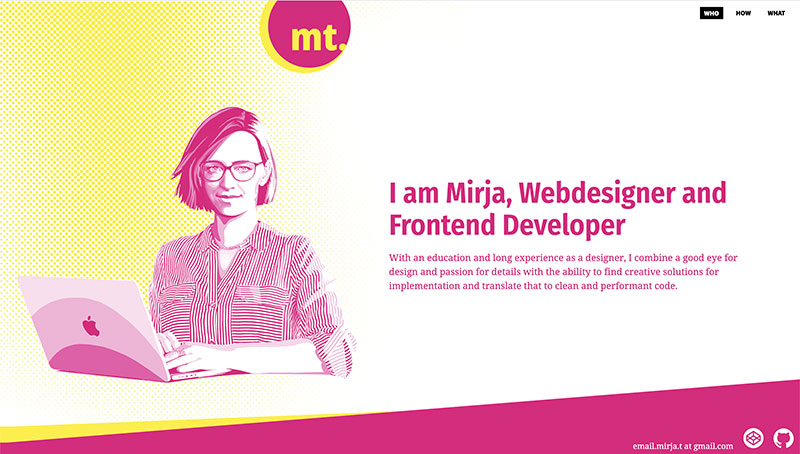 mt.
WHO HOW WHAT
I am Mirja, Webdesigner and
Frontend Developer
With an education and long experience as a designer, I combine a good eye for
design and passion for details with the ability to find creative solutions for
implementation and translate that to clean and performant code.
email.mirja.t at gmail.com